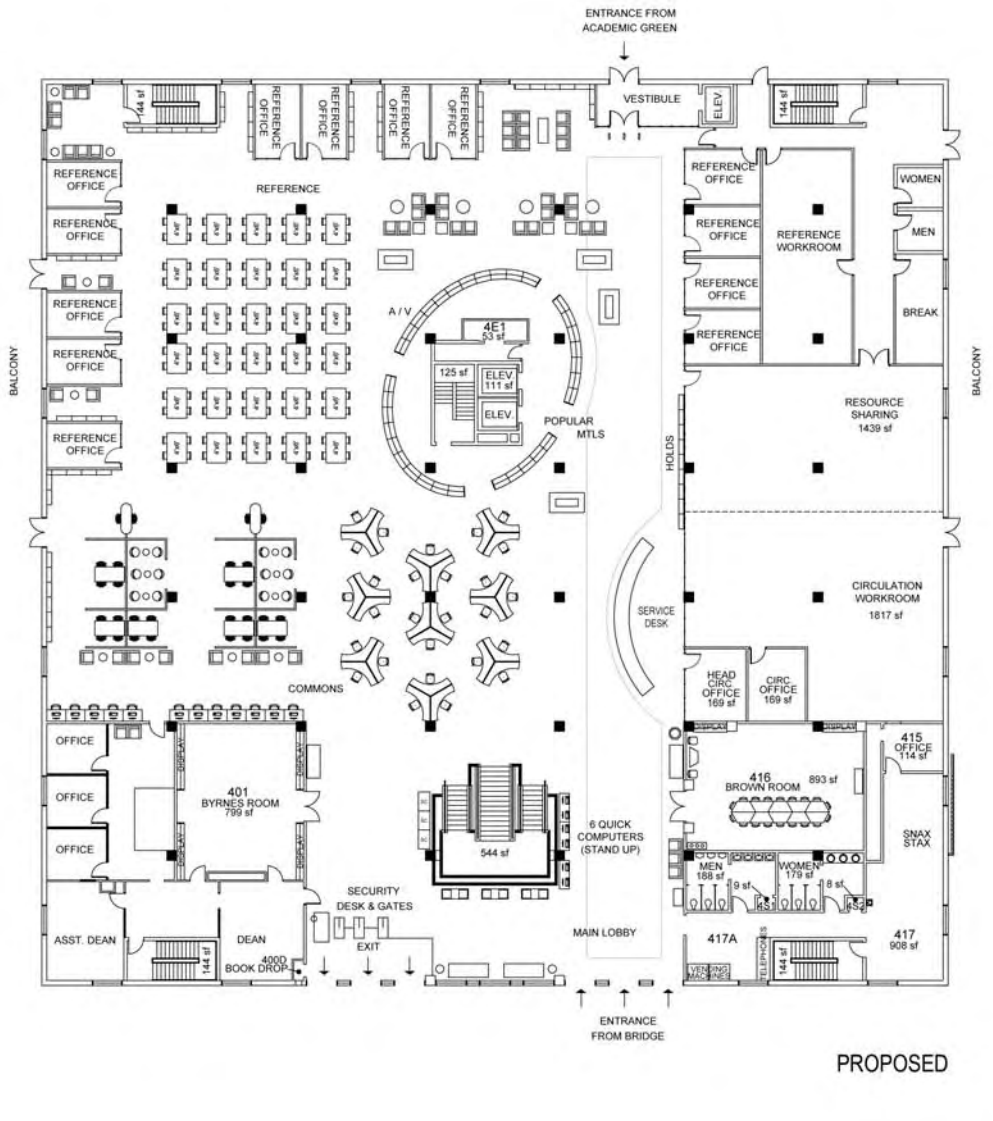 ENTRANCE FROM
ACADEMIC GREEN
VESTIBULE
ELEV.
144 sf
144 sf
REFERENCE
OFFICE
REFERENCE
OFFICE
REFERENCE
OFFICE
REFERENCE
OFFICE
REFERENCE
OFFICE
REFERENCE
REFERENCE
OFFICE
WOMEN
REFERENCE
OFFICE
REFERENCE
OFFICE
REFERENCE
WORKROOM
MEN
REFERENCE
OFFICE
A / V
REFERENCE
OFFICE
BREAK
4E1
53 sf
REFERENCE
OFFICE
REFERENCE
OFFICE
BALCONY
BALCONY
125 sf
ELEV.
111 sf
ELEV.
POPULAR
MTLS
HOLDS
RESOURCE
SHARING
1439 sf
REFERENCE
OFFICE
CIRCULATION
WORKROOM
1817 sf
SERVICE
DESK
HEAD
CIRC
OFFICE
169 sf
CIRC.
OFFICE
169 sf
COMMONS
DISPLAY
DISPLAY
OFFICE
DISPLAY
DISPLAY
415
OFFICE
114 sf
416
BROWN ROOM
893 sf
OFFICE
401
BYRNES ROOM
799 sf
OFFICE
DISPLAY
DISPLAY
6 QUICK
COMPUTERS
(STAND UP)
544 sf
SNAX
STAX
MEN
188 sf
9 sf
4S1
WOMEN
179 sf
8 sf
4S2
SECURITY
DESK & GATES
EXIT
ASST. DEAN
DEAN
144 sf
400D
BOOK DROP
MAIN LOBBY
417A
TELEPHONES
VENDING
MACHINES
144 sf
417
908 sf
ENTRANCE
FROM BRIDGE
PROPOSED